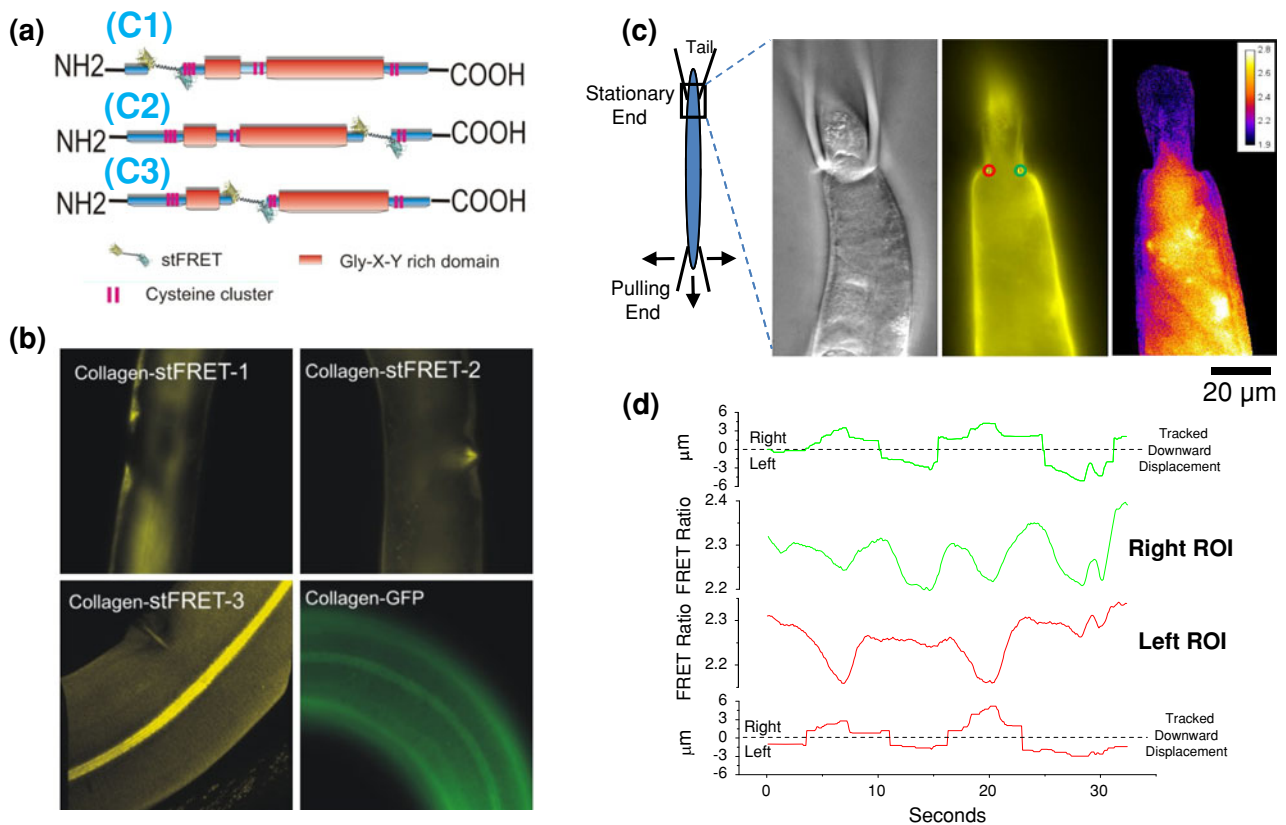 (a)
(C1)
NH2 COOH
(C2)
NH2 COOH
(C3)
NH2 COOH
stFRET
Gly-X-Y rich domain
Cysteine cluster
(b)
Collagen-stFRET-1
Collagen-stFRET-2
Collagen-stFRET-3
Collagen-GFP
(c)
Tail
Stationary
End
Pulling
End
2.8
2.6
2.4
2.1
1.9
20 µm
(d)
µm
6
3
0
-3
-6
Right
Left
Tracked
Downward
Displacement
FRET Ratio
2.4
2.3
2.2
Right ROI
FRET Ratio
2.3
2.2
Left ROI
µm
6
3
0
-3
-6
Right
Left
Tracked
Downward
Displacement
0 10 20 30
Seconds